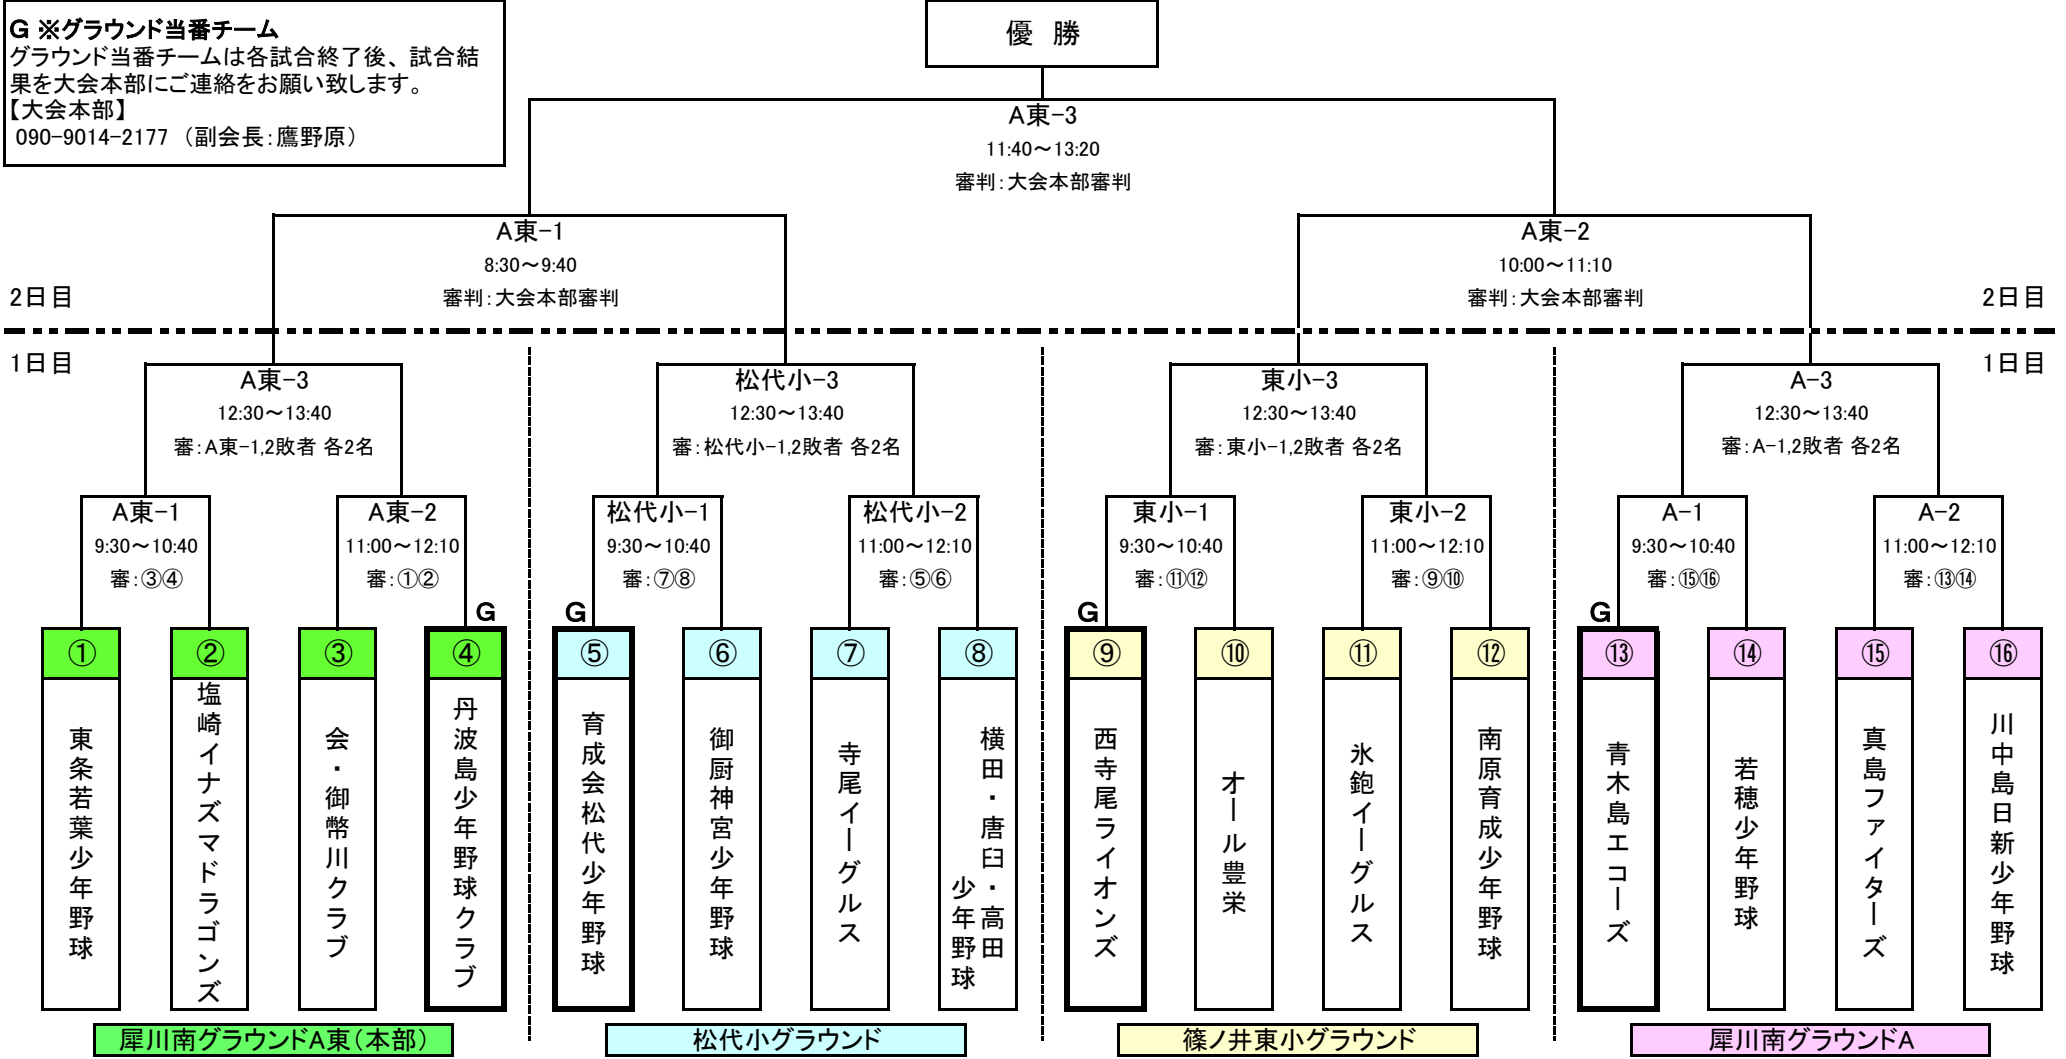 G ※グラウンド当番チーム
グラウンド当番チームは各試合終了後、試合結
果を大会本部にご連絡をお願い致します。
【大会本部】
090-9014-2177 （副会長：鷹野原）
優 勝
A東-3
11:40～13:20
審判：大会本部審判
A東-1
8:30～9:40
審判：大会本部審判
A東-2
10:00～11:10
審判：大会本部審判
2日目
2日目
1日目
1日目
A東-3
12:30～13:40
審：A東-1,2敗者 各2名
松代小-3
12:30～13:40
審：松代小-1,2敗者 各2名
東小-3
12:30～13:40
審：東小-1,2敗者 各2名
A-3
12:30～13:40
審：A-1,2敗者 各2名
A東-1
9:30～10:40
審：③④
A東-2
11:00～12:10
審：①②
松代小-1
9:30～10:40
審：⑦⑧
松代小-2
11:00～12:10
審：⑤⑥
東小-1
9:30～10:40
審：⑪⑫
東小-2
11:00～12:10
審：⑨⑩
A-1
9:30～10:40
審：⑮⑯
A-2
11:00～12:10
審：⑬⑭
G
G
G
G
①
東条若葉少年野球
②
塩崎イナズマドラゴンズ
③
会・御幣川クラブ
④
丹波島少年野球クラブ
⑤
育成会松代少年野球
⑥
御厨神宮少年野球
⑦
寺尾イーグルス
⑧
横田・唐臼・高田
少年野球
⑨
西寺尾ライオンズ
⑩
オール豊栄
⑪
氷鉋イーグルス
⑫
南原育成少年野球
⑬
青木島エコーズ
⑭
若穂少年野球
⑮
真島ファイターズ
⑯
川中島日新少年野球
犀川南グラウンドA東（本部）
松代小グラウンド
篠ノ井東小グラウンド
犀川南グラウンドA